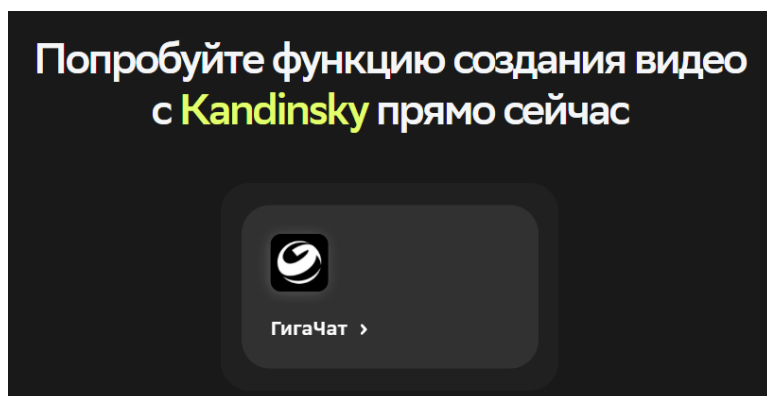 Попробуйте функцию создания видео
с Kandinsky прямо сейчас
ГигаЧат ›